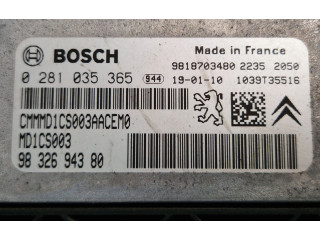 BOSCH
Made in France
9818703480 2235 2050
0 281 035 365 944 19-01-10 1039T35516
CMMMD1CS003AACEM0
MD1CS003
98 326 943 80